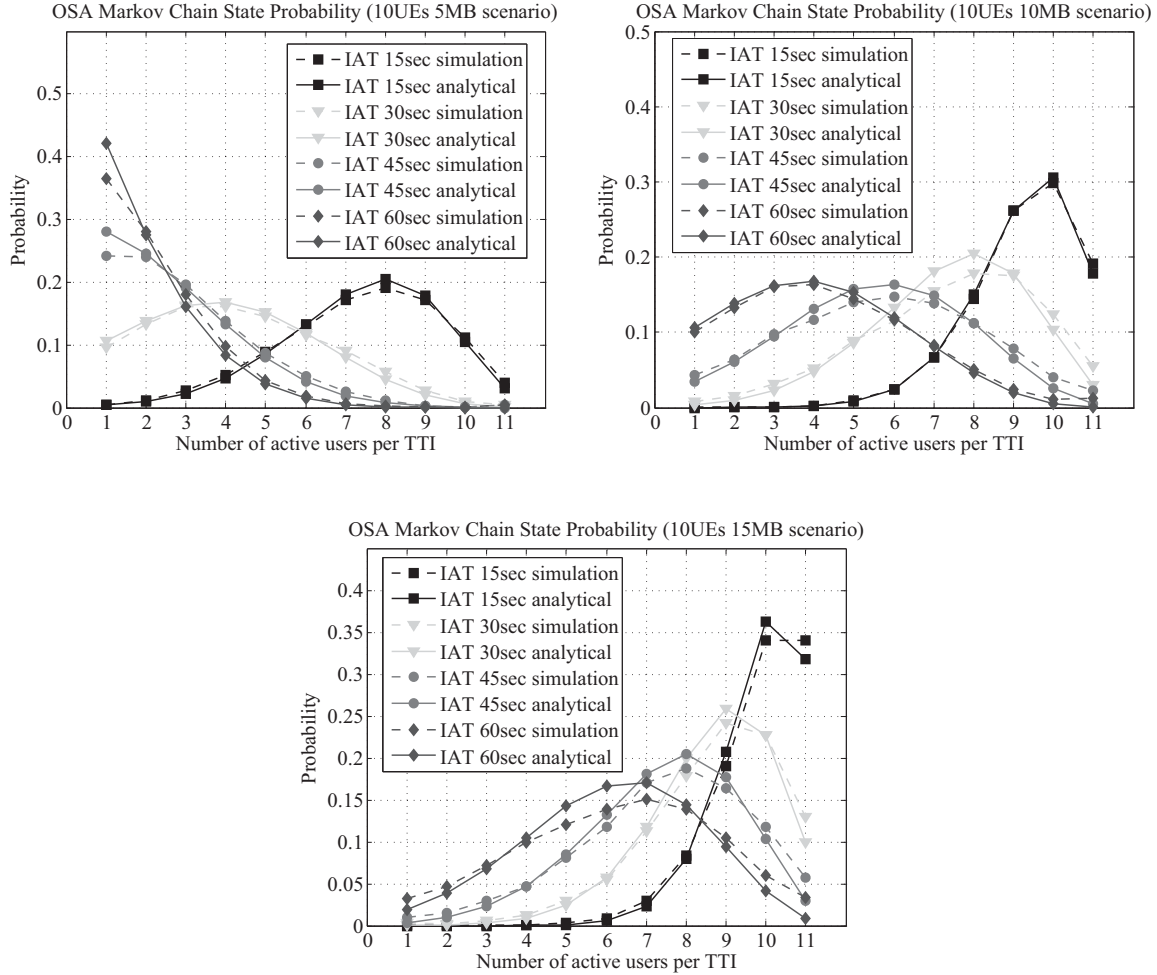 OSA Markov Chain State Probability (10UEs 5MB scenario)
0.5
0.4
0.3
0.2
0.1
0
Probability
IAT 15sec simulation
IAT 15sec analytical
IAT 30sec simulation
IAT 30sec analytical
IAT 45sec simulation
IAT 45sec analytical
IAT 60sec simulation
IAT 60sec analytical
0 1 2 3 4 5 6 7 8 9 10 11
Number of active users per TTI
OSA Markov Chain State Probability (10UEs 10MB scenario)
0.5
0.4
0.3
0.2
0.1
0
Probability
IAT 15sec simulation
IAT 15sec analytical
IAT 30sec simulation
IAT 30sec analytical
IAT 45sec simulation
IAT 45sec analytical
IAT 60sec simulation
IAT 60sec analytical
0 1 2 3 4 5 6 7 8 9 10 11
Number of active users per TTI
OSA Markov Chain State Probability (10UEs 15MB scenario)
0.4
0.35
0.3
0.25
0.2
0.15
0.1
0.05
0
Probability
IAT 15sec simulation
IAT 15sec analytical
IAT 30sec simulation
IAT 30sec analytical
IAT 45sec simulation
IAT 45sec analytical
IAT 60sec simulation
IAT 60sec analytical
0 1 2 3 4 5 6 7 8 9 10 11
Number of active users per TTI